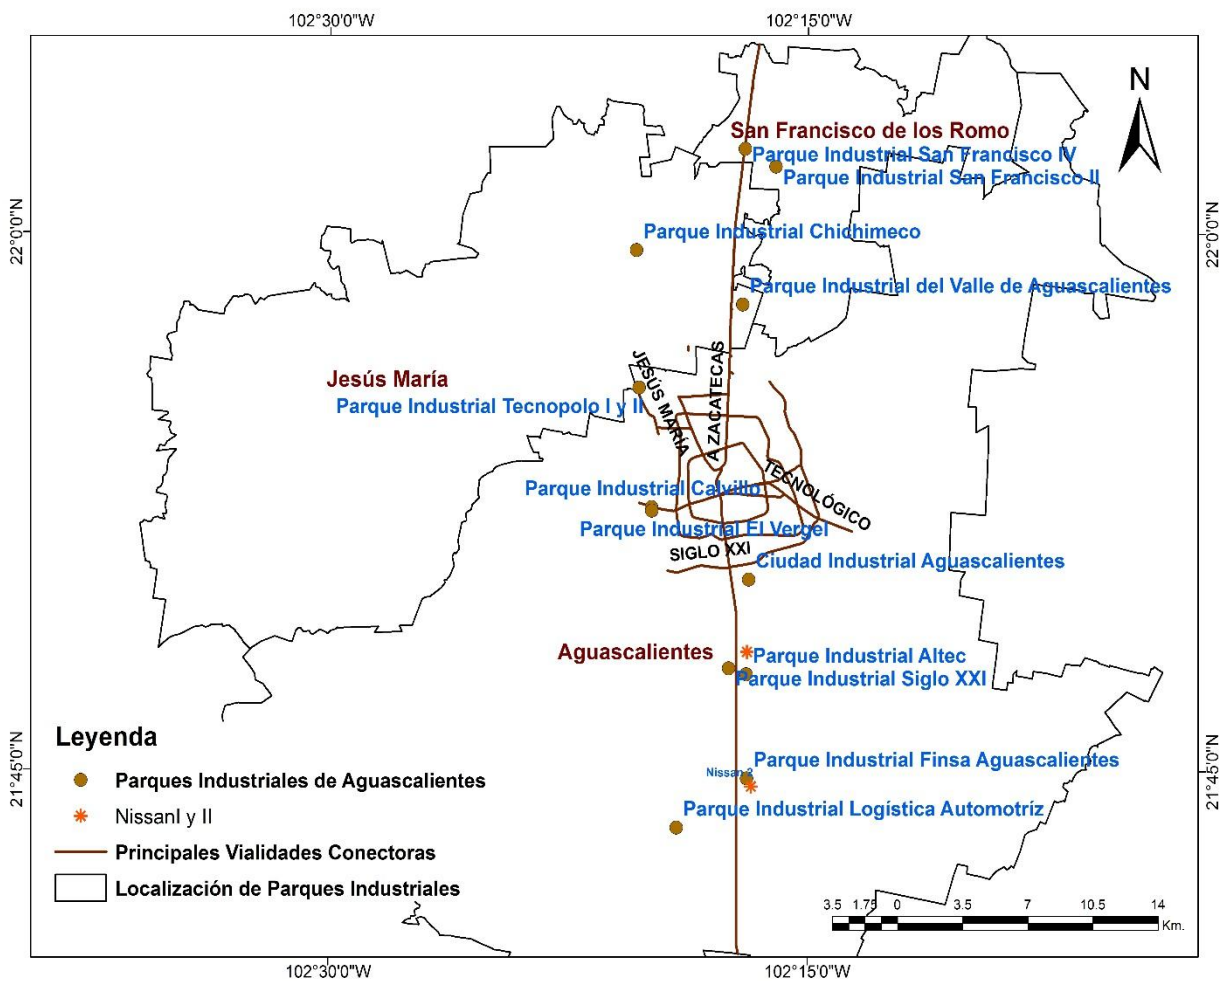 102°30'0"W
102°15'0"W
N
San Francisco de los Romo
Parque Industrial San Francisco IV
Parque Industrial San Francisco II
22°0'0"N
22°0'0"N
Parque Industrial Chichimeco
Parque Industrial del Valle de Aguascalientes
JESÚS MARÍA
A ZACATECAS
Jesús María
Parque Industrial Tecnopolo I y II
TECNOLÓGICO
Parque Industrial Calvillo
Parque Industrial El Vergel
SIGLO XXI
Ciudad Industrial Aguascalientes
Aguascalientes
Parque Industrial Altec
Parque Industrial Siglo XXI
Leyenda
Parques Industriales de Aguascalientes
NissanI y II
Principales Vialidades Conectoras
Localización de Parques Industriales
Parque Industrial Finsa Aguascalientes
Nissan 2
21°45'0"N
21°45'0"N
Parque Industrial Logística Automotríz
3.5 1.75 0 3.5 7 10.5 14
Km.
102°30'0"W
102°15'0"W